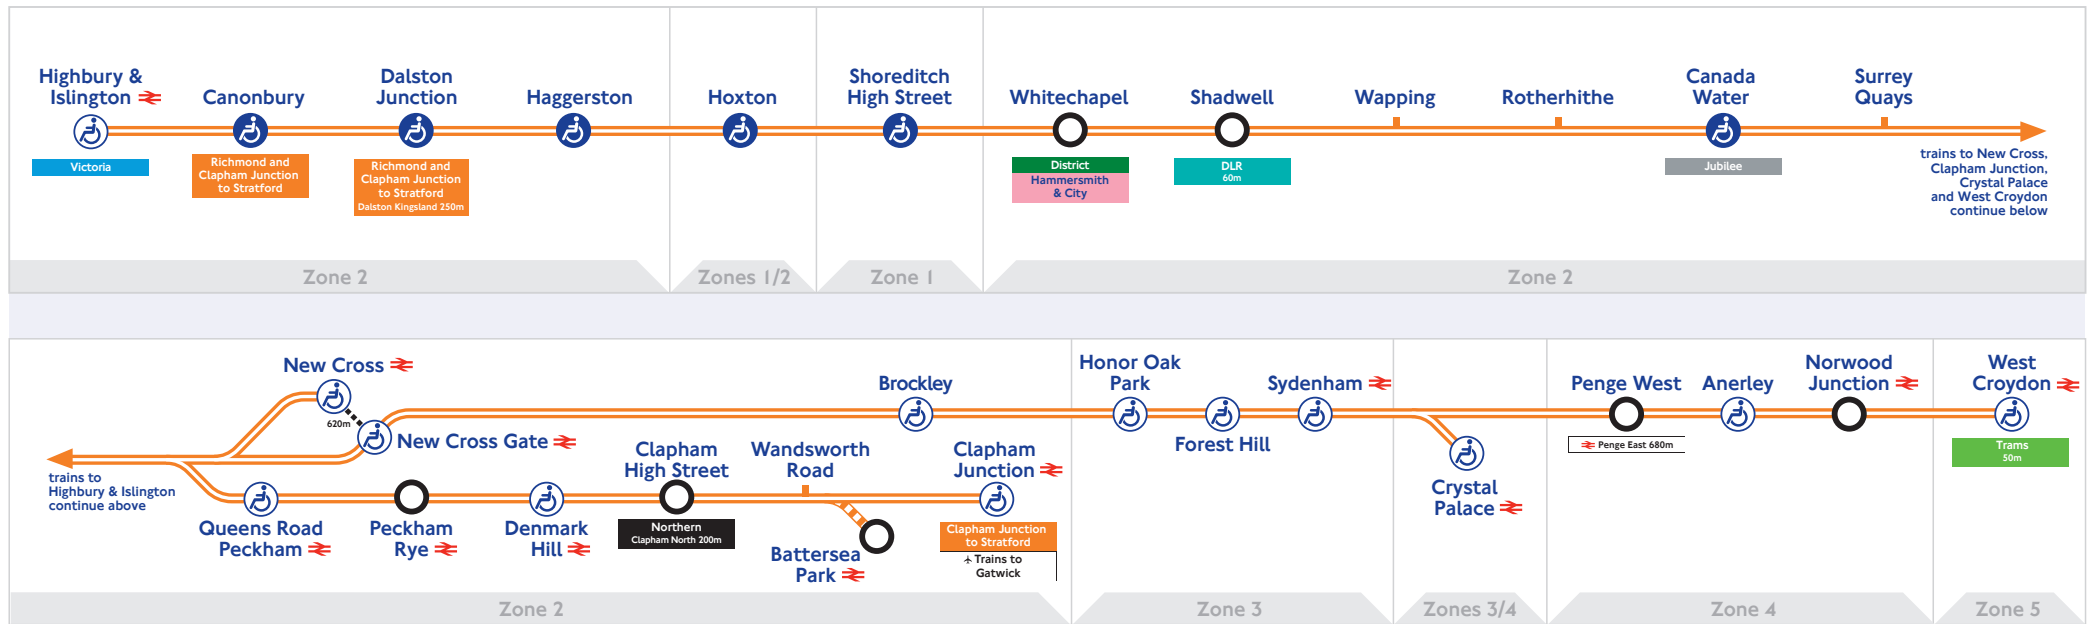 Highbury &
Islington
Canonbury
Dalston
Junction
Haggerston
Hoxton
Shoreditch
High Street
Whitechapel
Shadwell
Wapping
Rotherhithe
Canada
Water
Surrey
Quays
Victoria
Richmond and
Clapham Junction
to Stratford
Richmond and
Clapham Junction
to Stratford
Dalston Kingsland 250m
District
Hammersmith
& City
DLR
60m
Jubilee
trains to New Cross,
Clapham Junction,
Crystal Palace
and West Croydon
continue below
Zone 2
Zones 1/2
Zone 1
Zone 2
New Cross
620m
New Cross Gate
Brockley
Honor Oak
Park
Forest Hill
Sydenham
Crystal
Palace
Penge West
Penge East 680m
Anerley
Norwood
Junction
West
Croydon
Trams
50m
trains to
Highbury & Islington
continue above
Queens Road
Peckham
Peckham
Rye
Denmark
Hill
Clapham
High Street
Northern
Clapham North 200m
Wandsworth
Road
Battersea
Park
Clapham
Junction
Clapham Junction
to Stratford
Trains to
Gatwick
Zone 2
Zone 3
Zones 3/4
Zone 4
Zone 5